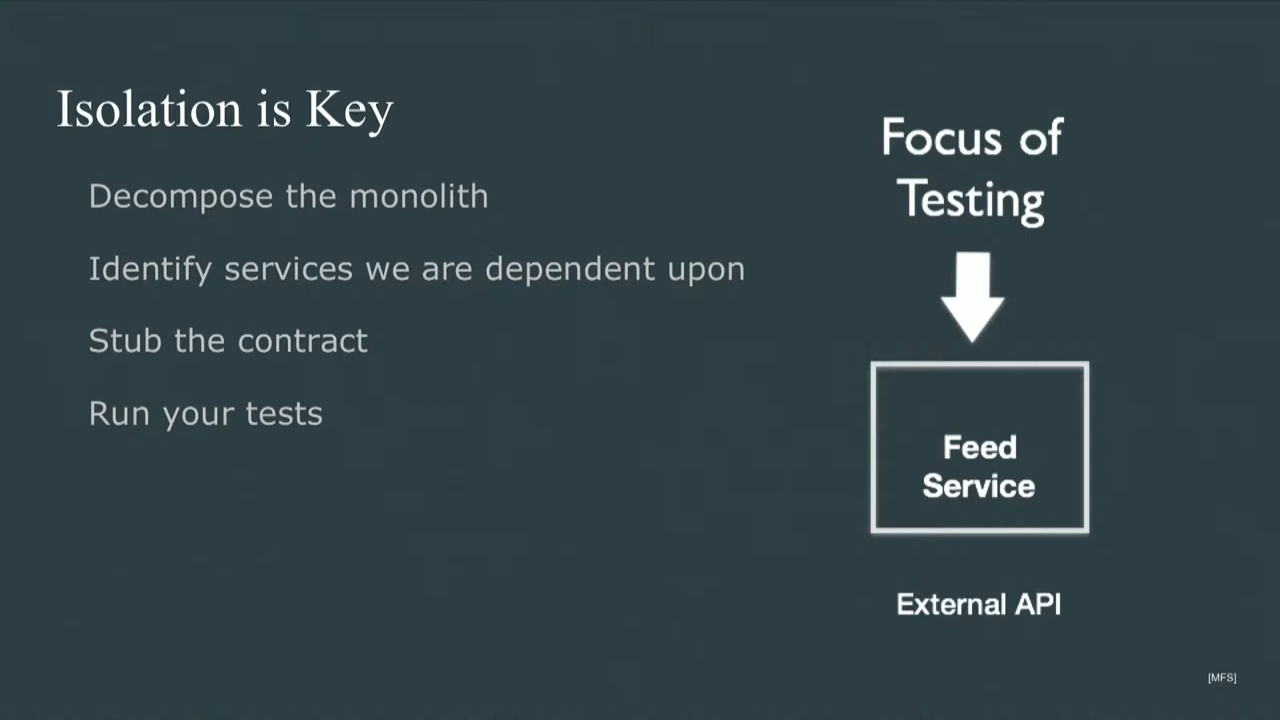 Isolation is Key
Decompose the monolith
Identify services we are dependent upon
Stub the contract
Run your tests
Focus of
Testing
Feed
Service
External API
[MFS]